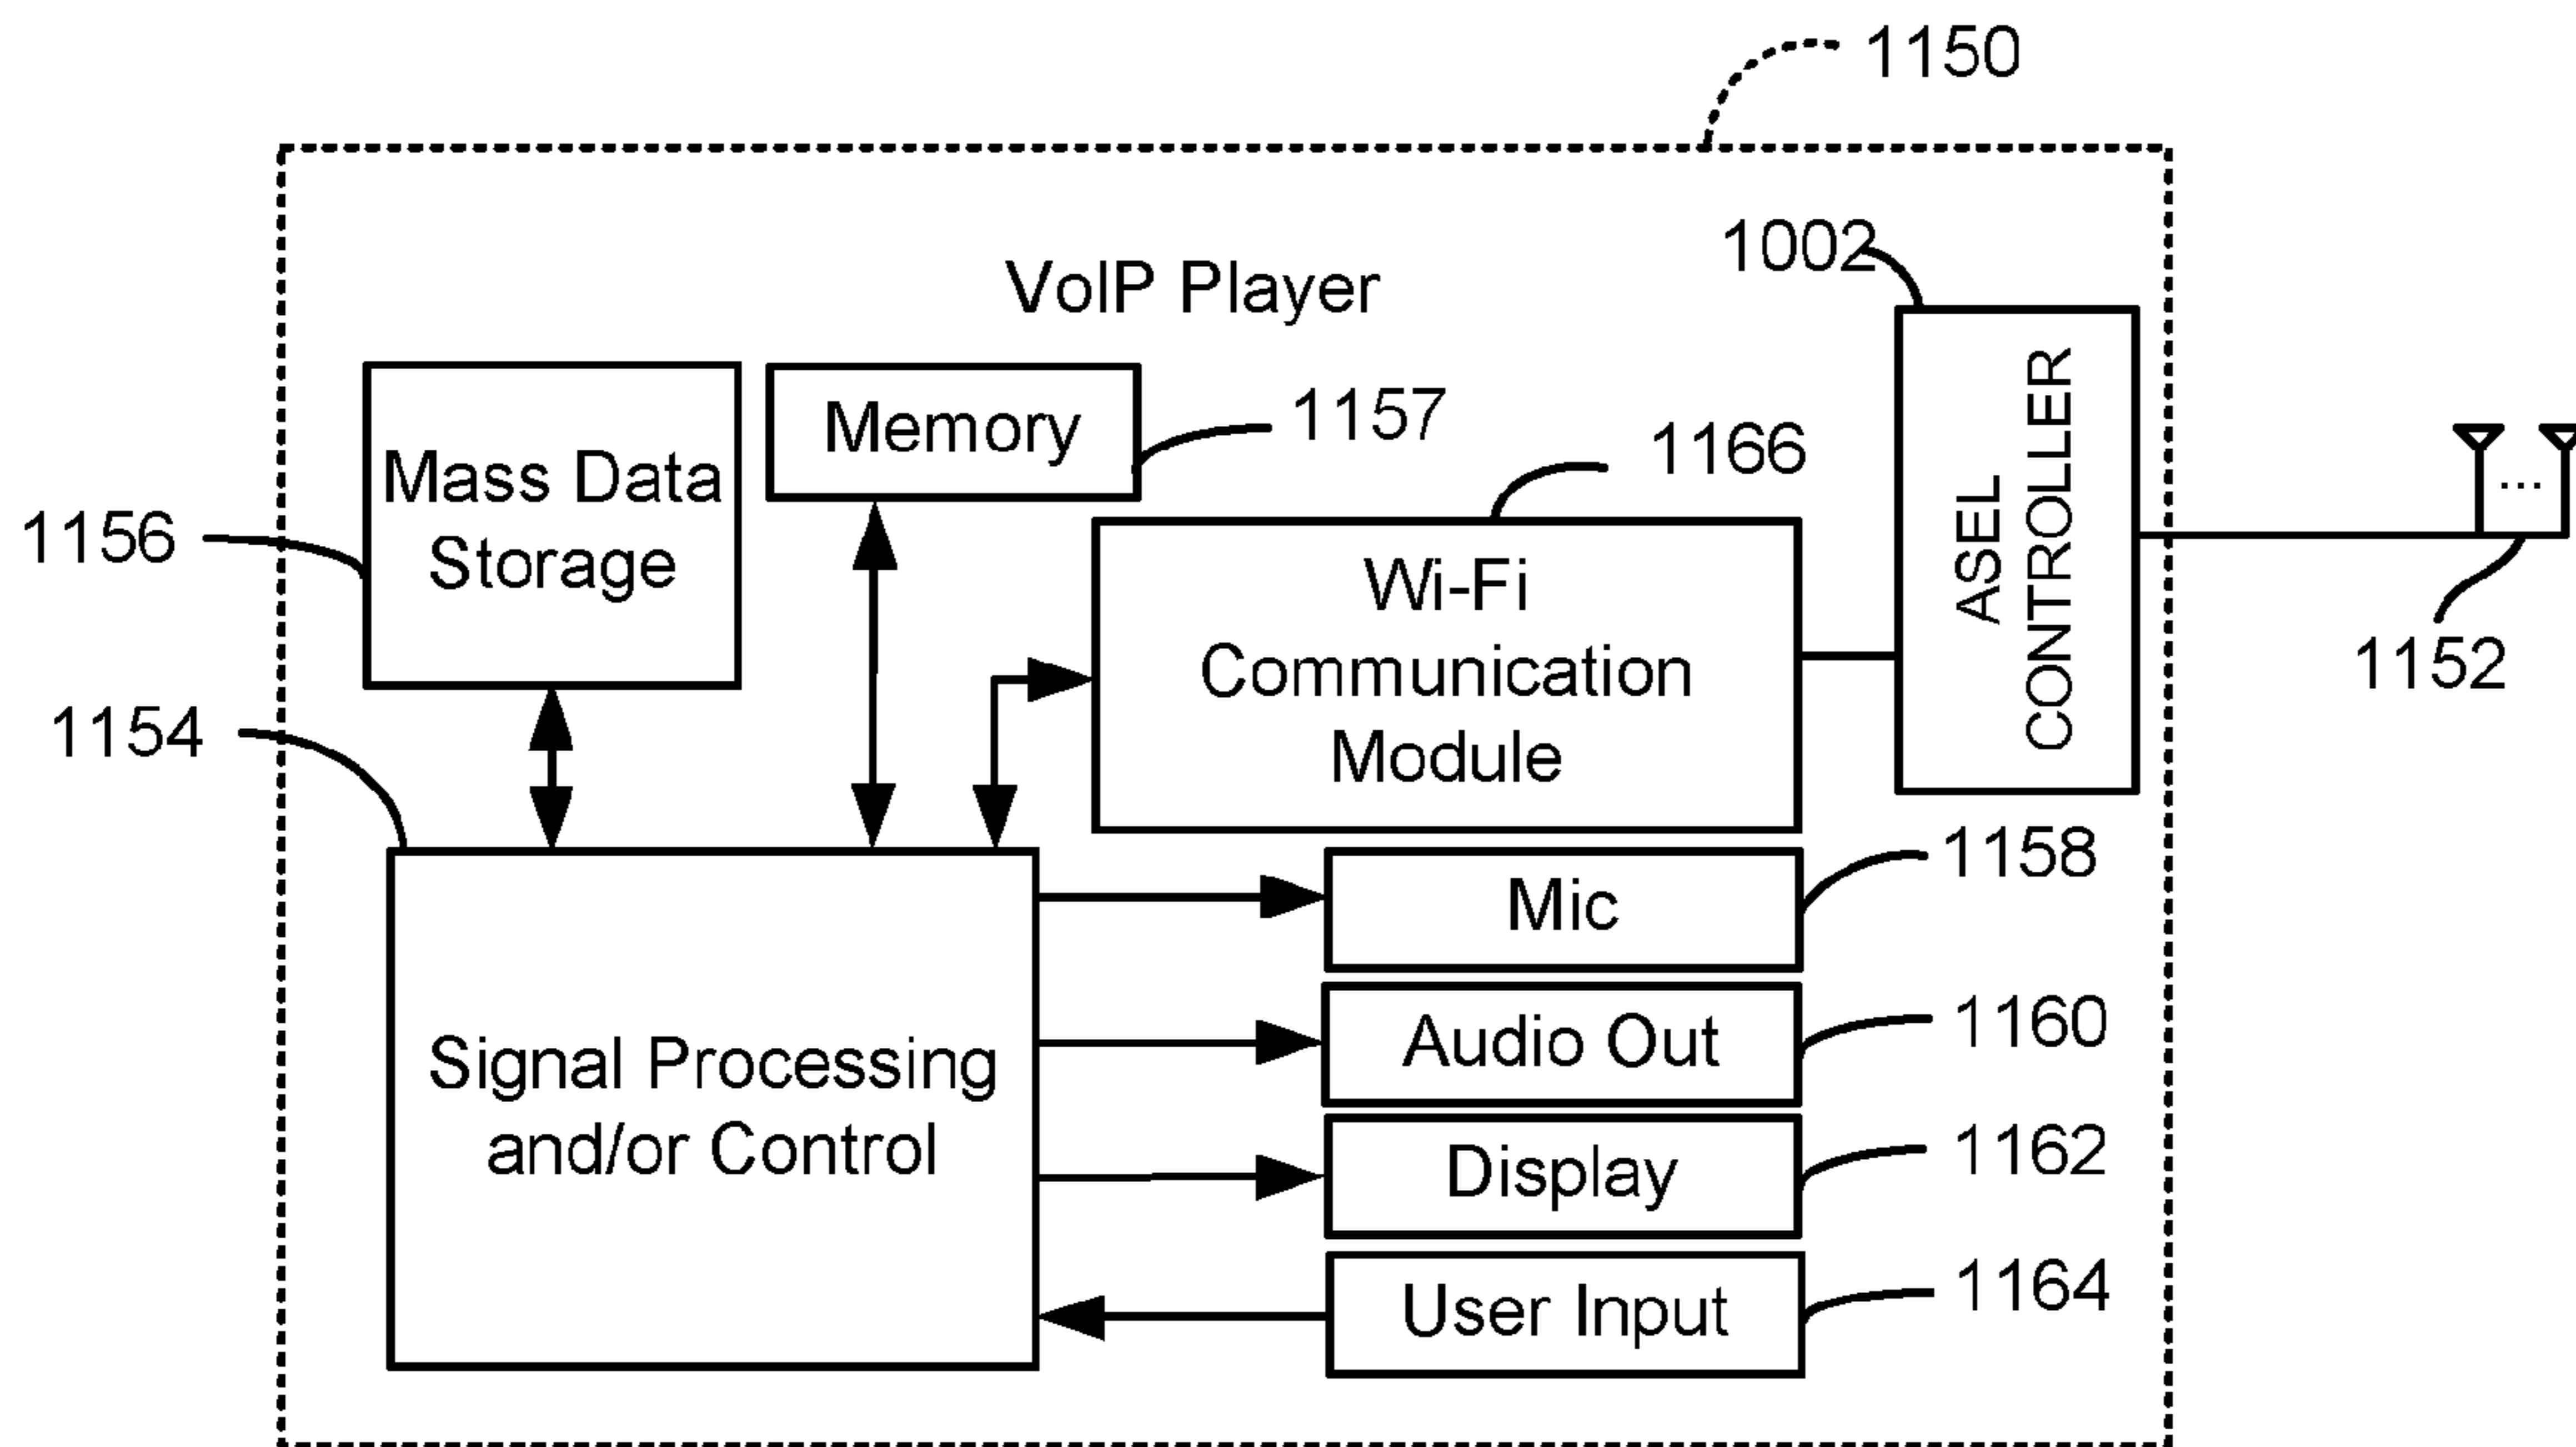 1150
1002
VoIP Player
Mass Data
Storage
Memory
1157
1166
1156
Wi-Fi
Communication
Module
ASEL
CONTROLLER
...
1152
1154
Signal Processing
and/or Control
Mic
1158
Audio Out
1160
Display
1162
User Input
1164